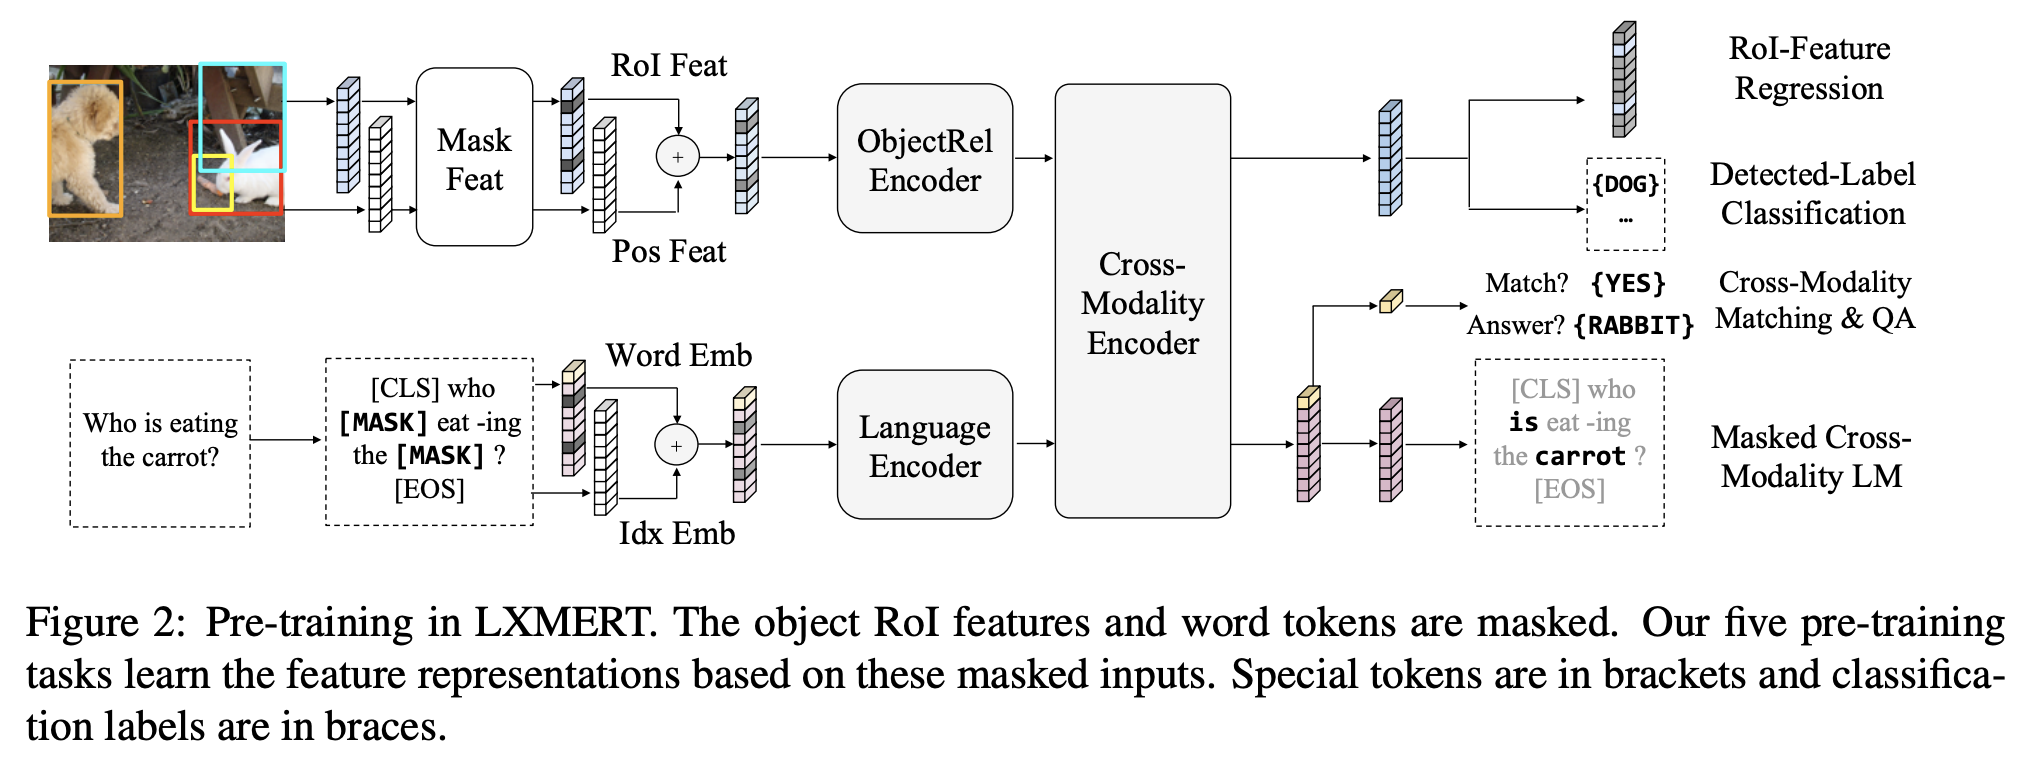 RoI Feat
Mask
Feat
Pos Feat
ObjectRel
Encoder
RoI-Feature
Regression
{DOG}
…
Detected-Label
Classification
Cross-
Modality
Encoder
Match? {YES}
Answer? {RABBIT}
Cross-Modality
Matching & QA
Who is eating
the carrot?
[CLS] who
[MASK] eat -ing
the [MASK] ?
[EOS]
Word Emb
Idx Emb
Language
Encoder
[CLS] who
is eat -ing
the carrot ?
[EOS]
Masked Cross-
Modality LM
+
+
Figure 2: Pre-training in LXMERT. The object RoI features and word tokens are masked. Our five pre-training
tasks learn the feature representations based on these masked inputs. Special tokens are in brackets and classifica-
tion labels are in braces.